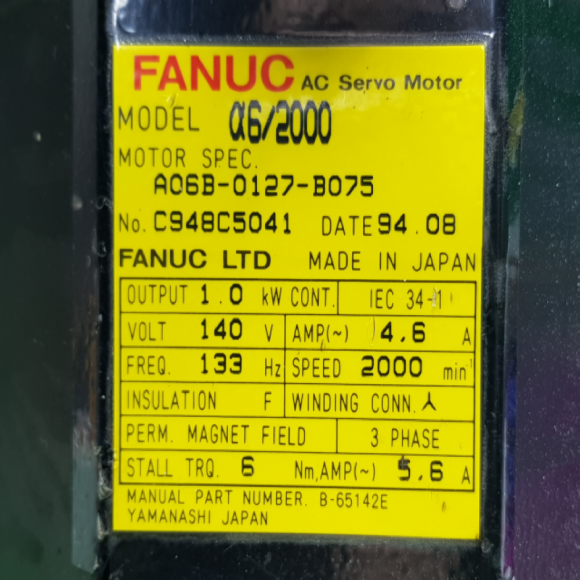 FANUC AC Servo Motor
MODEL α6/2000
MOTOR SPEC.
A06B-0127-B075
No. C948C5041 DATE 94.08
FANUC LTD MADE IN JAPAN
OUTPUT 1.0 kW CONT. IEC 34-1
VOLT 140 V AMP(~) 4.6 A
FREQ. 133 Hz SPEED 2000 min⁻¹
INSULATION F WINDING CONN. 人
PERM. MAGNET FIELD 3 PHASE
STALL TRQ. 6 Nm, AMP(~) 5.6 A
MANUAL PART NUMBER. B-65142E
YAMANASHI JAPAN